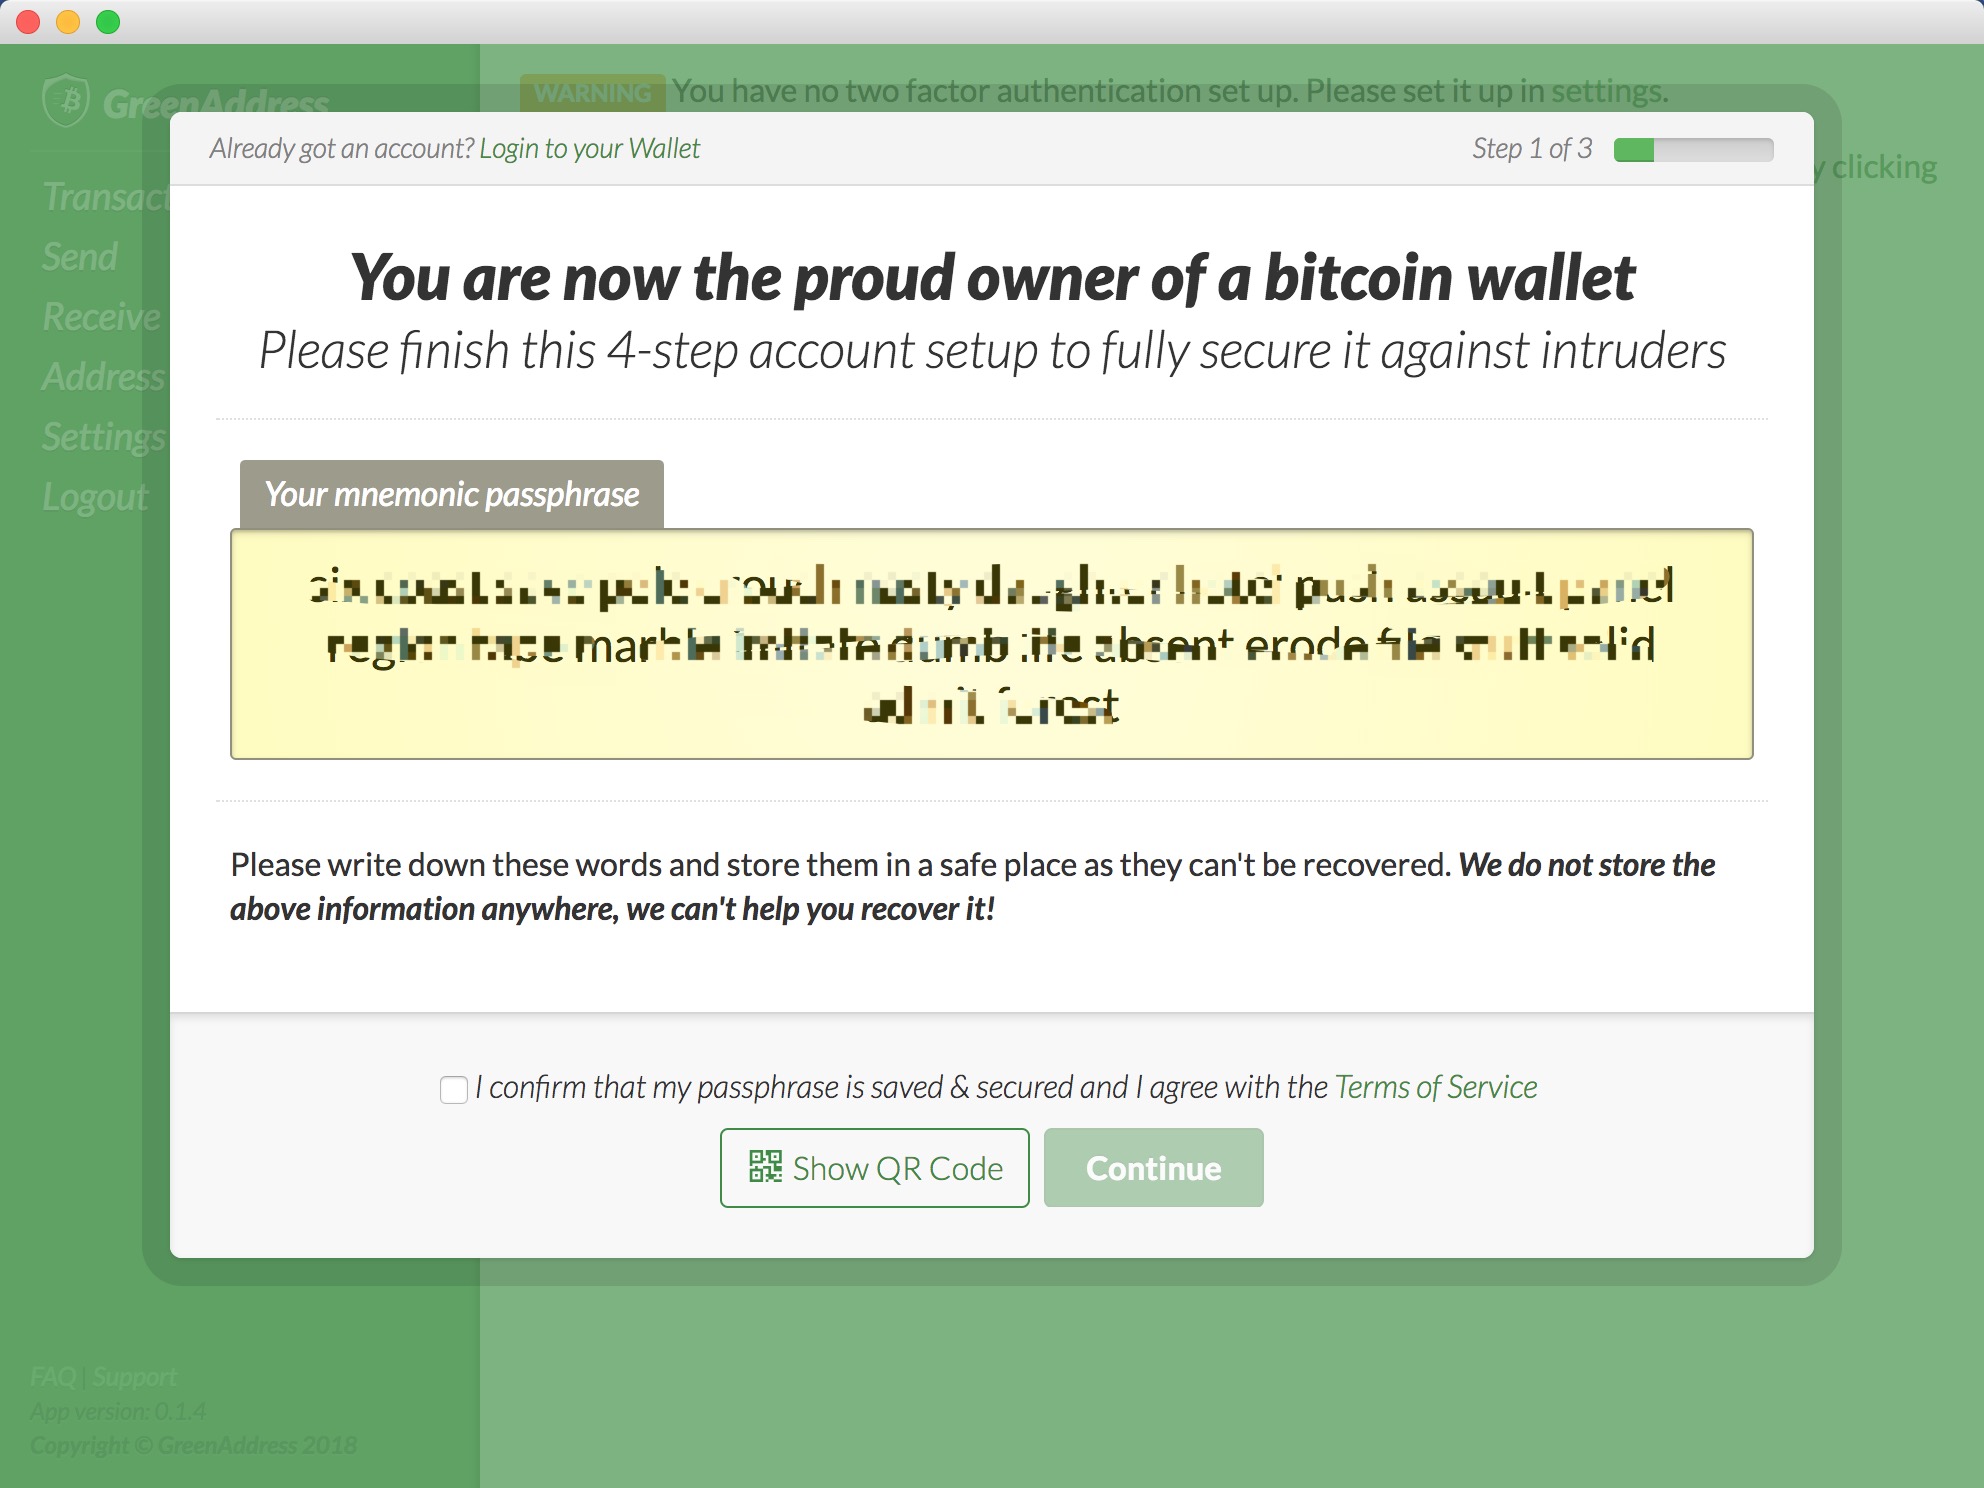 GreenAddress
WARNING You have no two factor authentication set up. Please set it up in settings.
clicking
Already got an account? Login to your Wallet
Step 1 of 3
Send
Receive
Address
Settings
Logout
You are now the proud owner of a bitcoin wallet
Please finish this 4-step account setup to fully secure it against intruders
Your mnemonic passphrase
Please write down these words and store them in a safe place as they can't be recovered. We do not store the
above information anywhere, we can't help you recover it!
I confirm that my passphrase is saved & secured and I agree with the Terms of Service
Show QR Code
Continue
FAQ | Support
App version: 0.1.4
Copyright © GreenAddress 2018